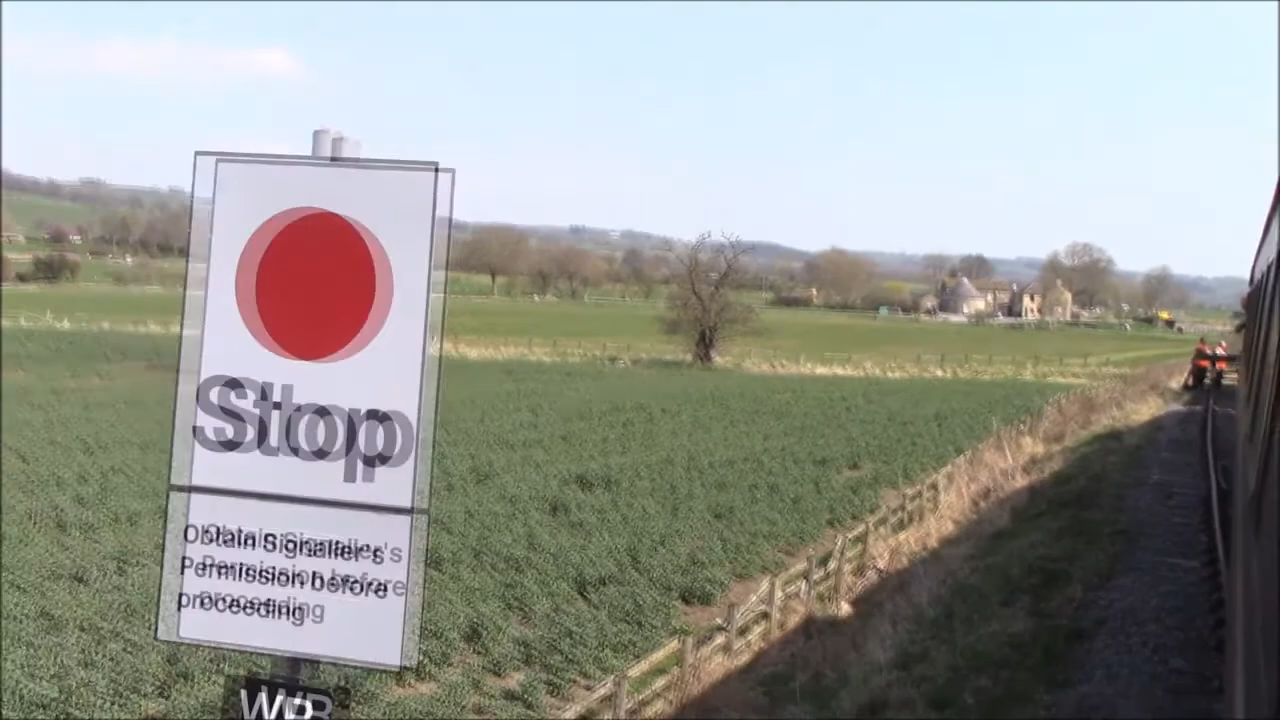 Stop
Obtain Signaller's
Permission before
proceeding